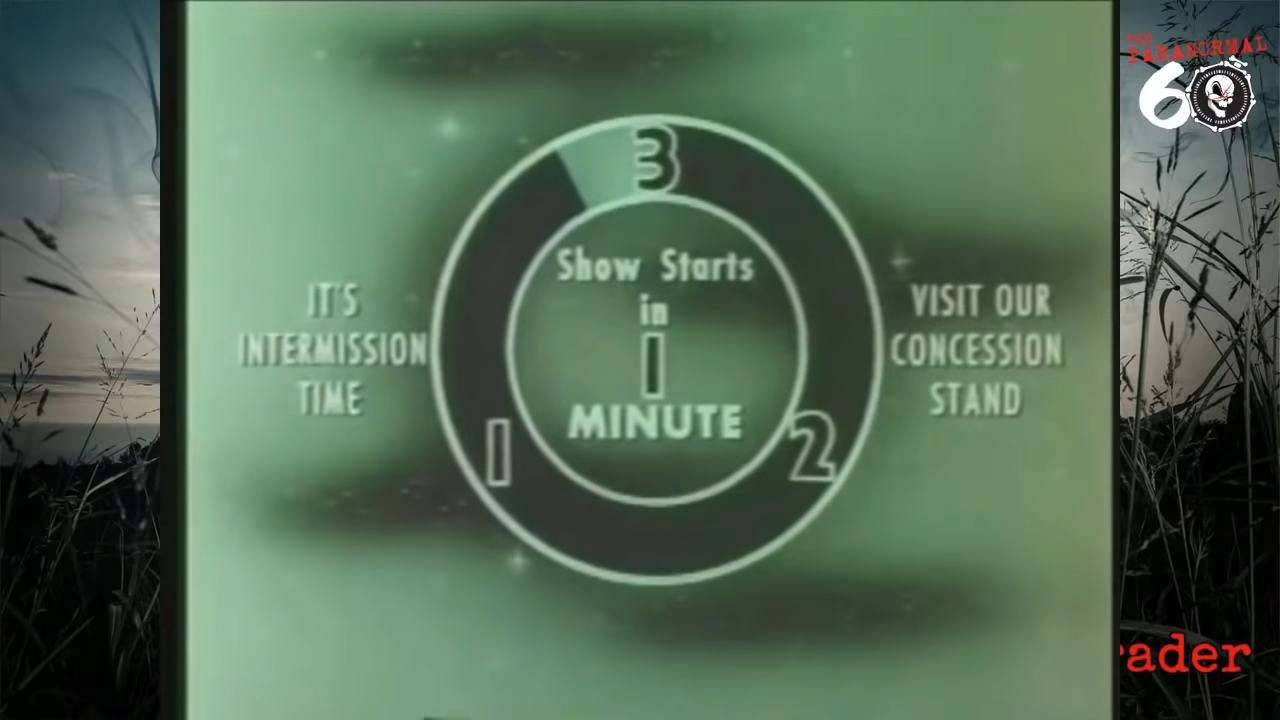 THE
PARANORMAL
60
3
Show Starts
in
1
MINUTE
IT'S
INTERMISSION
TIME
VISIT OUR
CONCESSION
STAND
1
2
rader